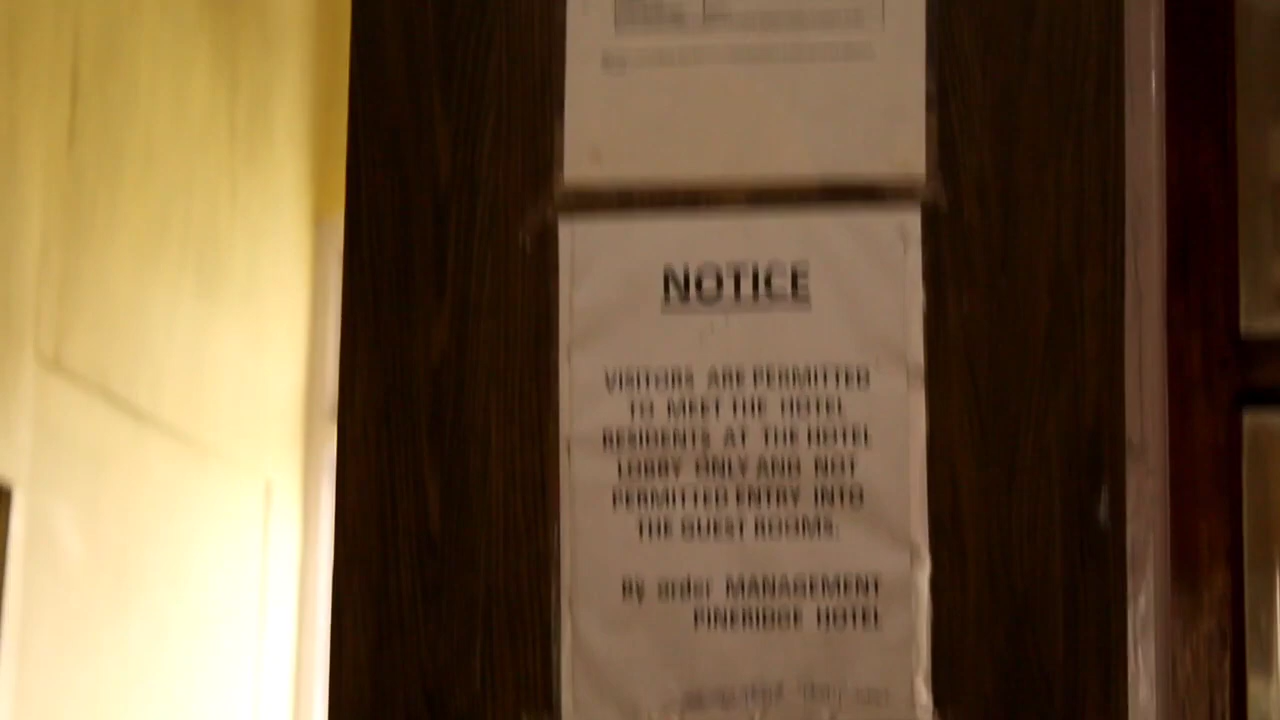 NOTICE
VISITORS ARE PERMITTED
TO MEET THE HOTEL
RESIDENTS AT THE HOTEL
LOBBY ONLY AND NOT
PERMITTED ENTRY INTO
THE GUEST ROOMS.
By order MANAGEMENT
PINERIDGE HOTEL